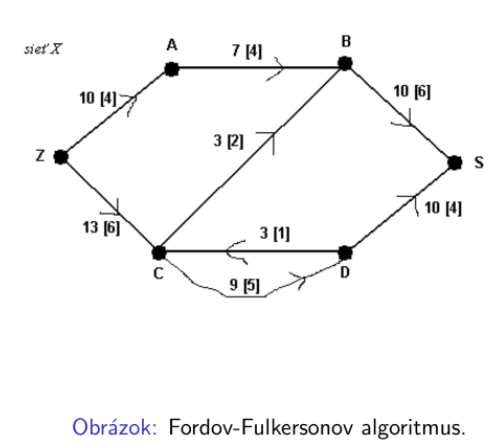 sieť X
A
7 [4]
B
10 [4]
10 [6]
3 [2]
Z
S
13 [6]
3 [1]
10 [4]
C
9 [5]
D
Obrázok: Fordov-Fulkersonov algoritmus.